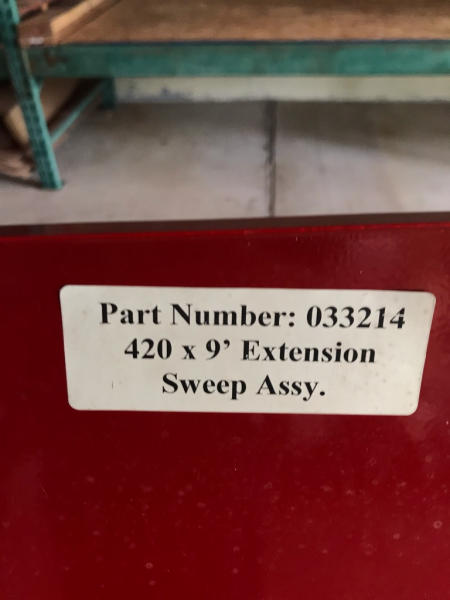 Part Number: 033214
420 x 9’ Extension
Sweep Assy.